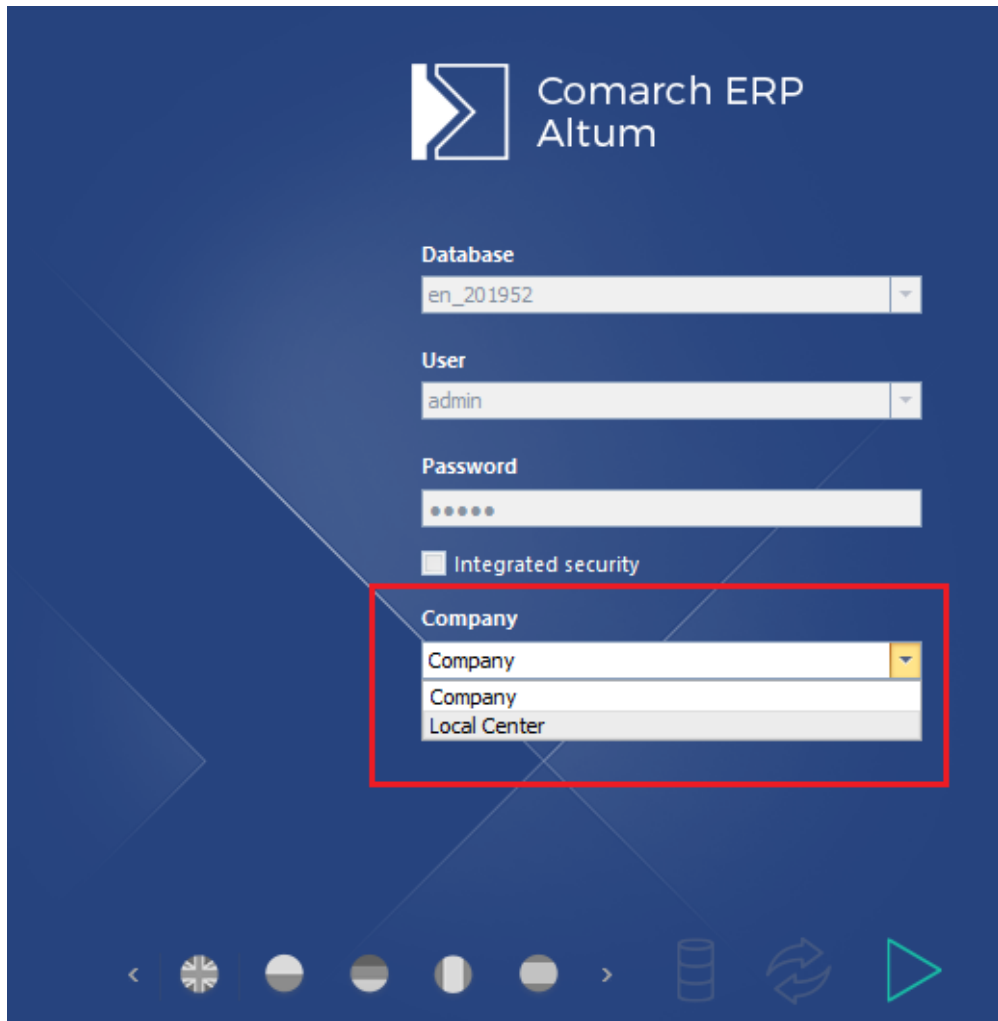 Comarch ERP
Altum
Database
en_201952
User
admin
Password
●●●●●
Integrated security
Company
Company
Company
Local Center